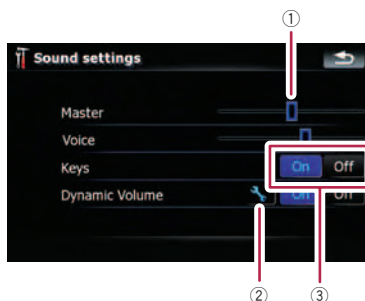 ①
Sound settings
Master
Voice
Keys On Off
Dynamic Volume On Off
② ③